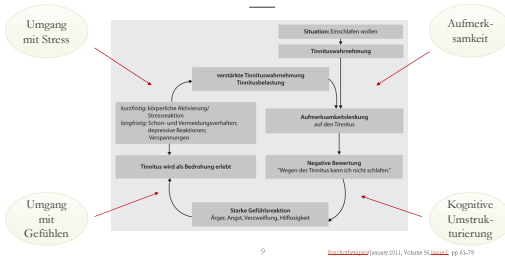 Umgang
mit Stress
Aufmerk-
samkeit
Situation: Einschlafen wollen
Tinnituswahrnehmung
verstärkte Tinnituswahrnehmung
Tinnitusbelastung
kurzfristig: körperliche Aktivierung/
Stressreaktion
langfristig: Schon- und Vermeidungsverhalten;
depressive Reaktionen;
Verspannungen
Aufmerksamkeitslenkung
auf den Tinnitus
Tinnitus wird als Bedrohung erlebt
Negative Bewertung
"Wegen des Tinnitus kann ich nicht schlafen."
Umgang
mit
Gefühlen
Starke Gefühlsreaktion
Ärger, Angst, Verzweiflung, Hilflosigkeit
Kognitive
Umstruk-
turierung
9
Psychotherapeut January 2011, Volume 56, Issue 1, pp 61–78